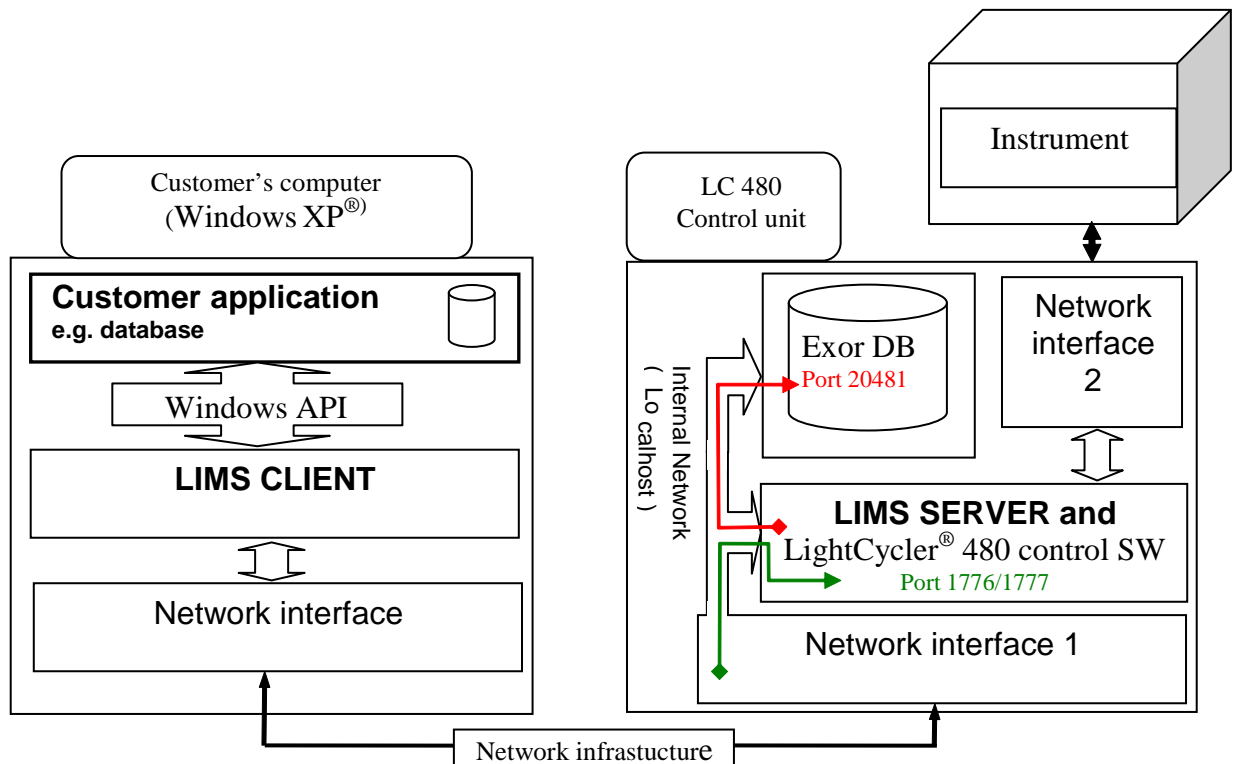 Instrument
Customer's computer
(Windows XP®)
LC 480
Control unit
Customer application
e.g. database
Windows API
LIMS CLIENT
Network interface
Internal Network
( Lo calhost )
Exor DB
Port 20481
Network
interface
2
LIMS SERVER and
LightCycler® 480 control SW
Port 1776/1777
Network interface 1
Network infrastucture